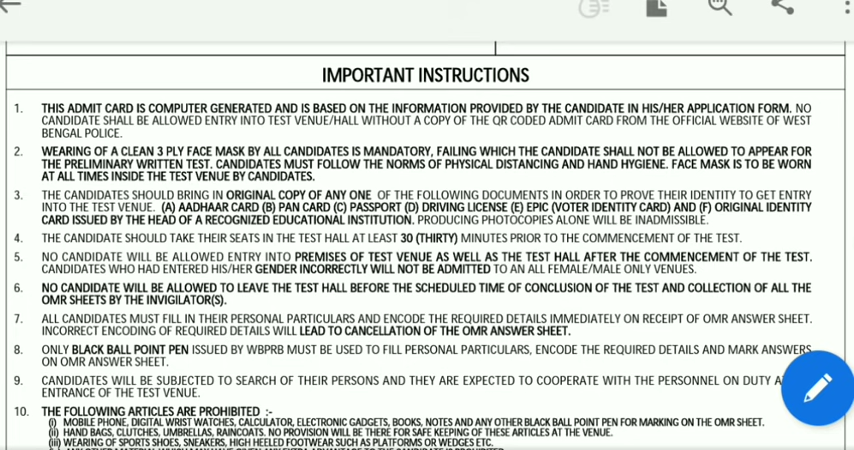 IMPORTANT INSTRUCTIONS
1. THIS ADMIT CARD IS COMPUTER GENERATED AND IS BASED ON THE INFORMATION PROVIDED BY THE CANDIDATE IN HIS/HER APPLICATION FORM. NO
CANDIDATE SHALL BE ALLOWED ENTRY INTO TEST VENUE/HALL WITHOUT A COPY OF THE QR CODED ADMIT CARD FROM THE OFFICIAL WEBSITE OF WEST
BENGAL POLICE.
2. WEARING OF A CLEAN 3 PLY FACE MASK BY ALL CANDIDATES IS MANDATORY, FAILING WHICH THE CANDIDATE SHALL NOT BE ALLOWED TO APPEAR FOR
THE PRELIMINARY WRITTEN TEST. CANDIDATES MUST FOLLOW THE NORMS OF PHYSICAL DISTANCING AND HAND HYGIENE. FACE MASK IS TO BE WORN
AT ALL TIMES INSIDE THE TEST VENUE BY CANDIDATES.
3. THE CANDIDATES SHOULD BRING IN ORIGINAL COPY OF ANY ONE OF THE FOLLOWING DOCUMENTS IN ORDER TO PROVE THEIR IDENTITY TO GET ENTRY
INTO THE TEST VENUE. (A) AADHAAR CARD (B) PAN CARD (C) PASSPORT (D) DRIVING LICENSE (E) EPIC (VOTER IDENTITY CARD) AND (F) ORIGINAL IDENTITY
CARD ISSUED BY THE HEAD OF A RECOGNIZED EDUCATIONAL INSTITUTION. PRODUCING PHOTOCOPIES ALONE WILL BE INADMISSIBLE.
4. THE CANDIDATE SHOULD TAKE THEIR SEATS IN THE TEST HALL AT LEAST 30 (THIRTY) MINUTES PRIOR TO THE COMMENCEMENT OF THE TEST.
5. NO CANDIDATE WILL BE ALLOWED ENTRY INTO PREMISES OF TEST VENUE AS WELL AS THE TEST HALL AFTER THE COMMENCEMENT OF THE TEST.
CANDIDATES WHO HAD ENTERED HIS/HER GENDER INCORRECTLY WILL NOT BE ADMITTED TO AN ALL FEMALE/MALE ONLY VENUES.
6. NO CANDIDATE WILL BE ALLOWED TO LEAVE THE TEST HALL BEFORE THE SCHEDULED TIME OF CONCLUSION OF THE TEST AND COLLECTION OF ALL THE
OMR SHEETS BY THE INVIGILATOR(S).
7. ALL CANDIDATES MUST FILL IN THEIR PERSONAL PARTICULARS AND ENCODE THE REQUIRED DETAILS IMMEDIATELY ON RECEIPT OF OMR ANSWER SHEET.
INCORRECT ENCODING OF REQUIRED DETAILS WILL LEAD TO CANCELLATION OF THE OMR ANSWER SHEET.
8. ONLY BLACK BALL POINT PEN ISSUED BY WBPRB MUST BE USED TO FILL PERSONAL PARTICULARS, ENCODE THE REQUIRED DETAILS AND MARK ANSWERS
ON OMR ANSWER SHEET.
9. CANDIDATES WILL BE SUBJECTED TO SEARCH OF THEIR PERSONS AND THEY ARE EXPECTED TO COOPERATE WITH THE PERSONNEL ON DUTY
ENTRANCE OF THE TEST VENUE.
10. THE FOLLOWING ARTICLES ARE PROHIBITED :-
(i) MOBILE PHONE, DIGITAL WRIST WATCHES, CALCULATOR, ELECTRONIC GADGETS, BOOKS, NOTES AND ANY OTHER BLACK BALL POINT PEN FOR MARKING ON THE OMR SHEET.
(ii) HAND BAGS, CLUTCHES, UMBRELLAS, RAINCOATS. NO PROVISION WILL BE THERE FOR SAFE KEEPING OF THESE ARTICLES AT THE VENUE.
(iii) WEARING OF SPORTS SHOES, SNEAKERS, HIGH HEELED FOOTWEAR SUCH AS PLATFORMS OR WEDGES ETC.